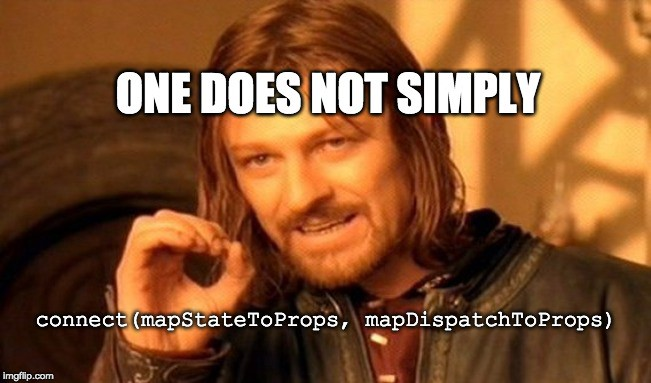 ONE DOES NOT SIMPLY
connect(mapStateToProps, mapDispatchToProps)
imgflip.com